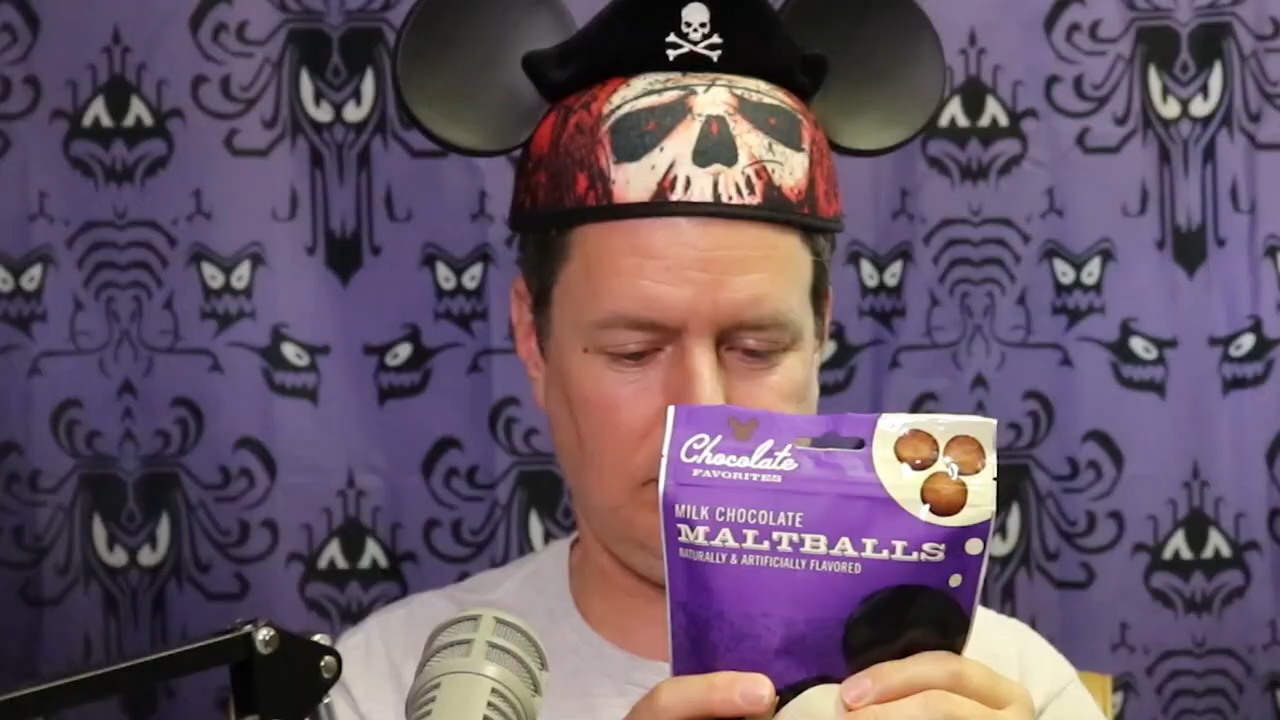 Chocolate
FAVORITES
MILK CHOCOLATE
MALTBALLS
NATURALLY & ARTIFICIALLY FLAVORED